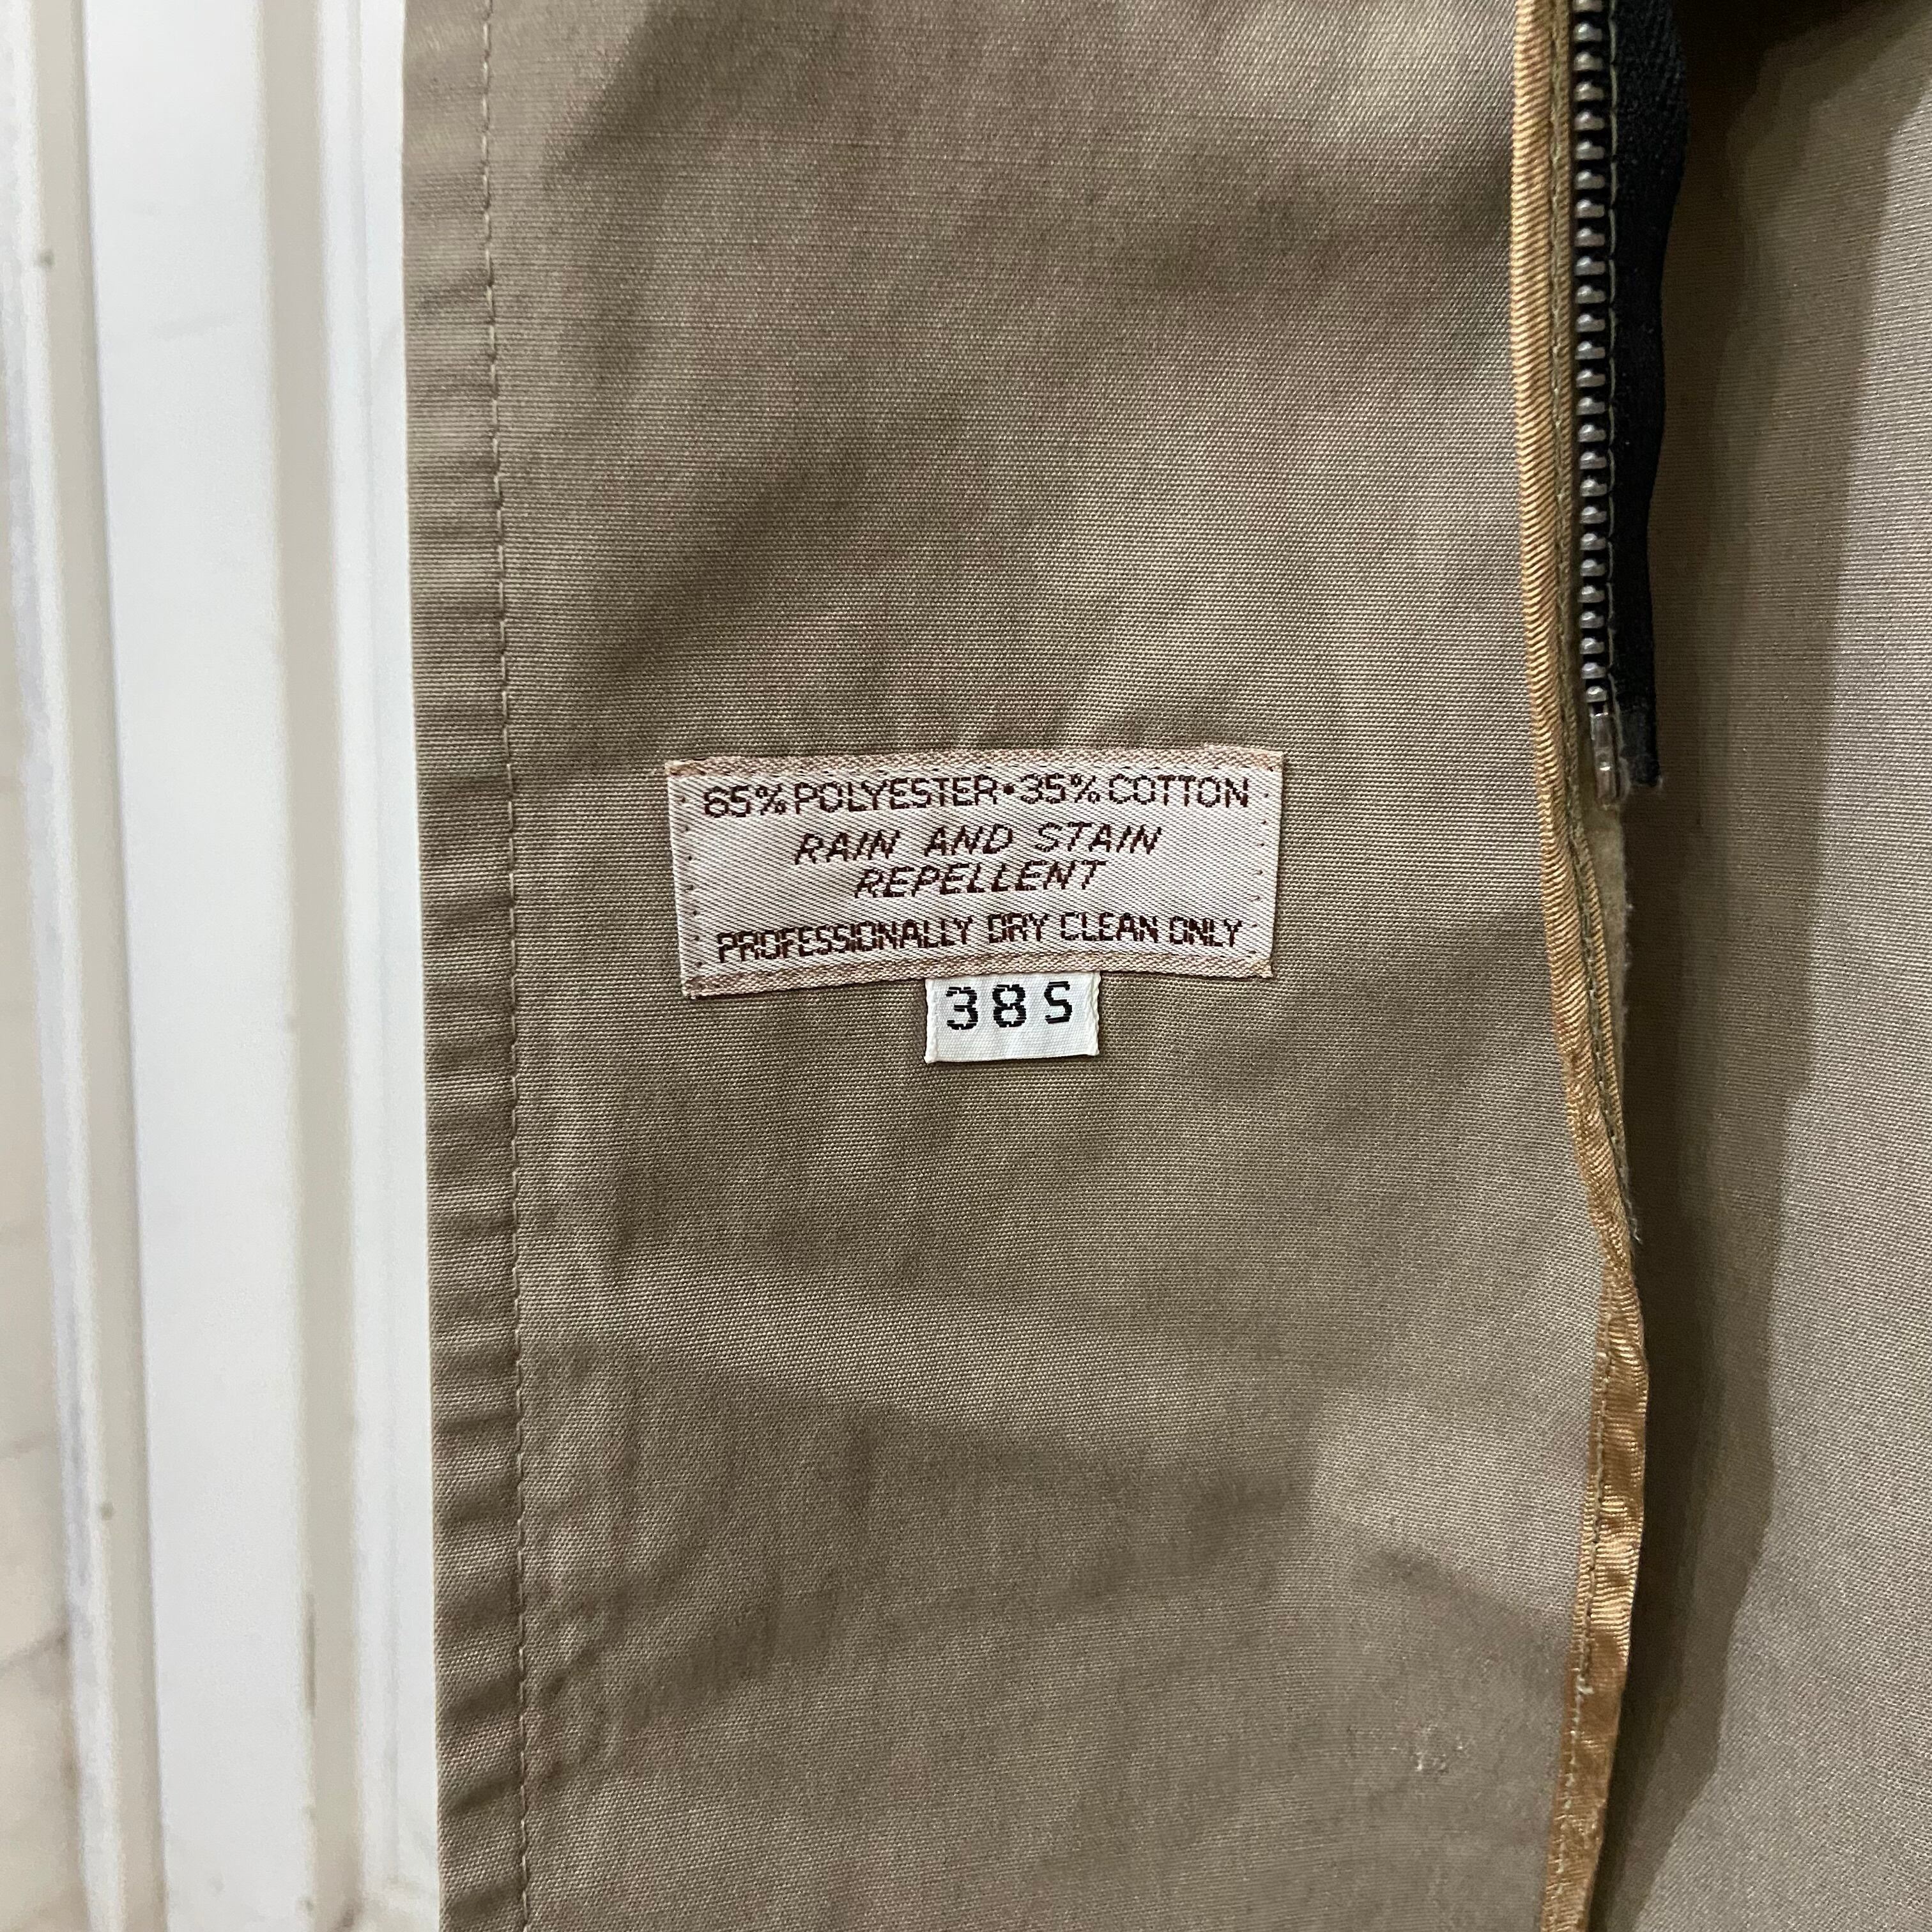 65% POLYESTER•35% COTTON
RAIN AND STAIN
REPELLENT
PROFESSIONALLY DRY CLEAN ONLY
38S